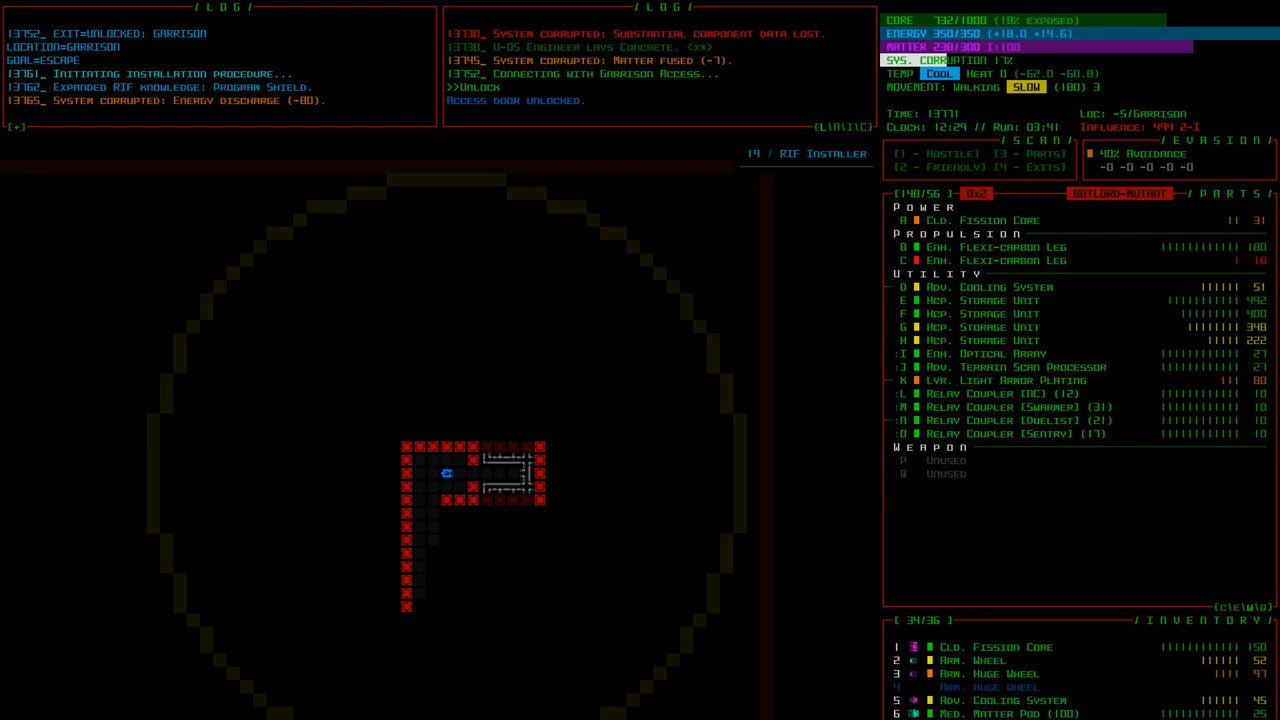 / L O G /
13752_ EXIT=UNLOCKED: GARRISON
LOCATION=GARRISON
GOAL=ESCAPE
13761_ INITIATING INSTALLATION PROCEDURE...
13762_ EXPANDED RIF KNOWLEDGE: PROGRAM SHIELD.
13765_ SYSTEM CORRUPTED: ENERGY DISCHARGE (-80).
[+]
/ L O G /
13730_ SYSTEM CORRUPTED: SUBSTANTIAL COMPONENT DATA LOST.
13730_ U-05 ENGINEER LAYS CONCRETE. <X*>
13745_ SYSTEM CORRUPTED: MATTER FUSED (-7).
13752_ CONNECTING WITH GARRISON ACCESS...
>>UNLOCK
ACCESS DOOR UNLOCKED.
[L\A\I\C]
19 / RIF INSTALLER
CORE 732/1000 (18% EXPOSED)
ENERGY 350/350 (+18.0 +14.6)
MATTER 238/300 I:100
SYS. CORRUPTION 17%
TEMP COOL HEAT 0 (-62.0 -60.8)
MOVEMENT: WALKING SLOW (180) 3
TIME: 13771 LOC: -5/GARRISON
CLOCK: 12:29 // RUN: 03:41 INFLUENCE: 494 2-I
/ S C A N /
[1 - HOSTILE] [3 - PARTS]
[2 - FRIENDLY] [4 - EXITS]
/ E V A S I O N /
40% AVOIDANCE
-0 -0 -0 -0 -0
[148/56] 0X2 BOTLORD-MUTANT / P A R T S /
P O W E R
A CLD. FISSION CORE 31
P R O P U L S I O N
B ENH. FLEXI-CARBON LEG 180
C ENH. FLEXI-CARBON LEG 18
U T I L I T Y
D ADV. COOLING SYSTEM 51
E HCP. STORAGE UNIT 492
F HCP. STORAGE UNIT 400
G HCP. STORAGE UNIT 348
H HCP. STORAGE UNIT 222
:I ENH. OPTICAL ARRAY 27
:J ADV. TERRAIN SCAN PROCESSOR 27
K LYR. LIGHT ARMOR PLATING 80
:L RELAY COUPLER [NC] (12) 10
:M RELAY COUPLER [SWARMER] (31) 10
:N RELAY COUPLER [DUELIST] (21) 10
:O RELAY COUPLER [SENTRY] (17) 10
W E A P O N
P UNUSED
Q UNUSED
[C\E\W\Q]
[ 34/36 ] / I N V E N T O R Y /
1 CLD. FISSION CORE 150
2 ARM. WHEEL 52
3 ARM. HUGE WHEEL 97
4 ARM. HUGE WHEEL
5 ADV. COOLING SYSTEM 45
6 MED. MATTER POD (100) 25